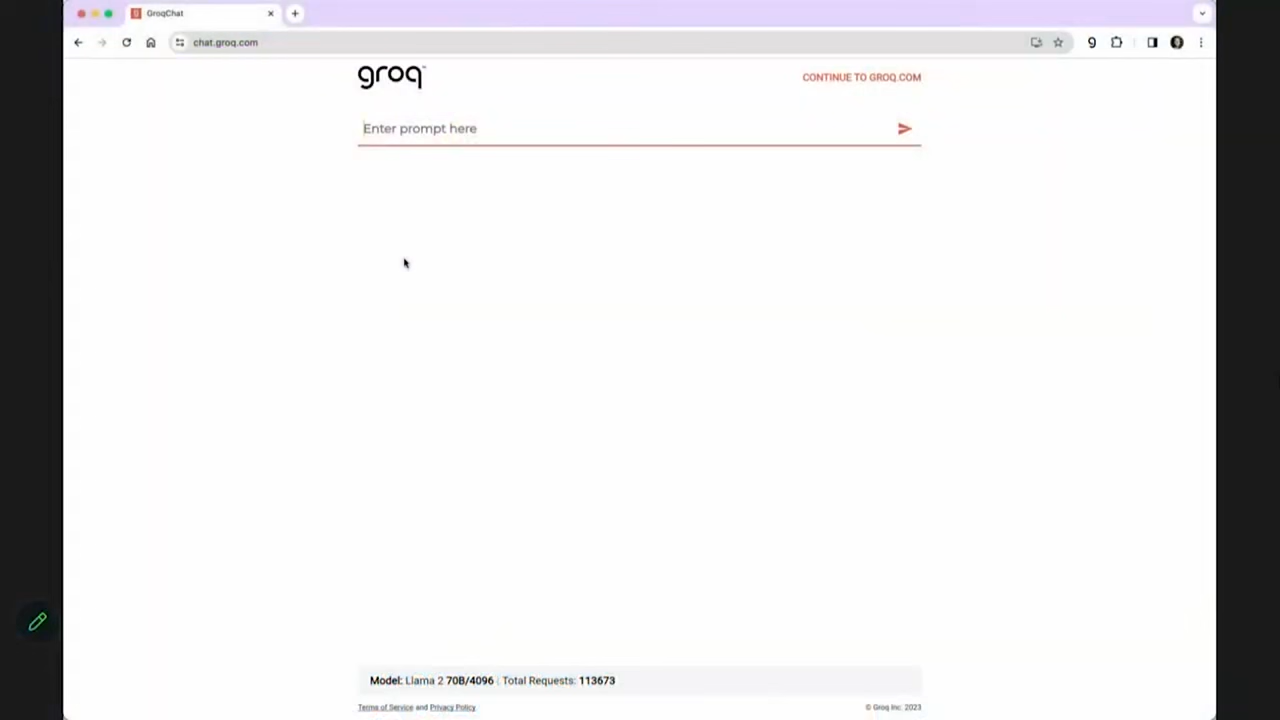 GroqChat
chat.groq.com
groq™
CONTINUE TO GROQ.COM
Enter prompt here
Model: Llama 2 70B/4096 | Total Requests: 113673
Terms of Service and Privacy Policy
© Groq Inc. 2023